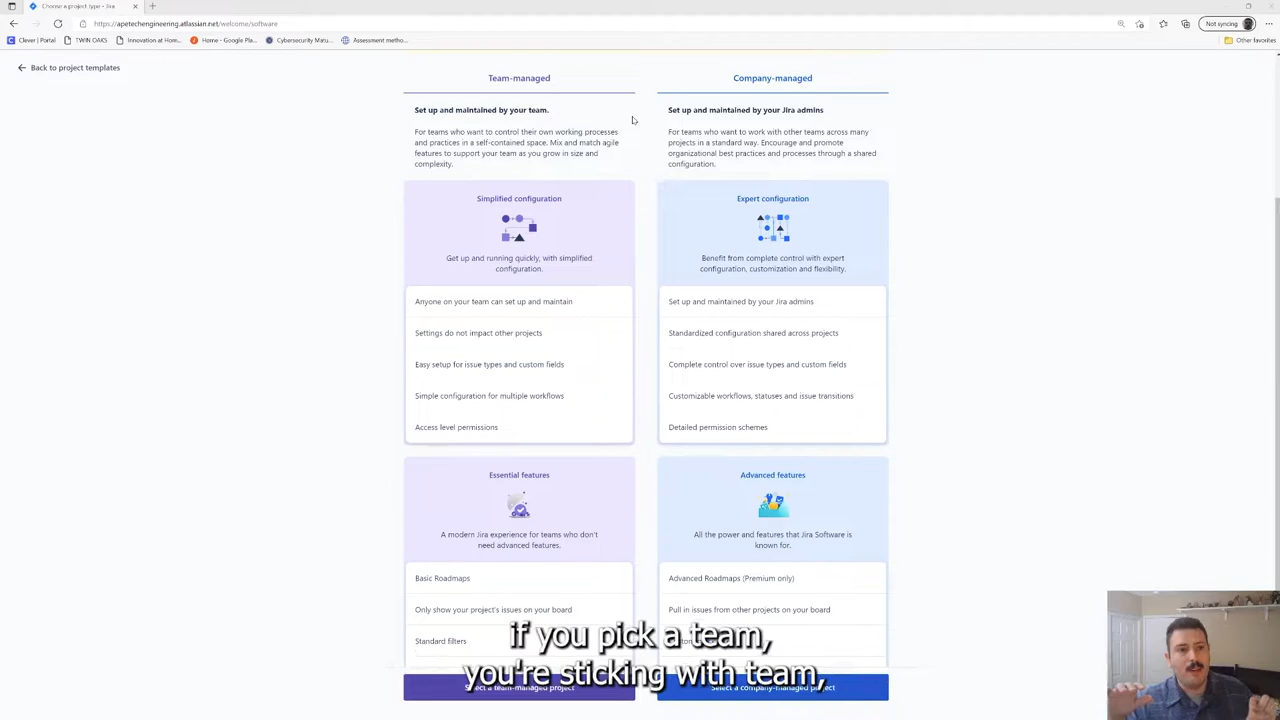 Choose a project type - Jira
https://apetechengineering.atlassian.net/welcome/software
Not syncing
Clever | Portal
TWIN OAKS
Innovation at Hom...
Home - Google Pla...
Cybersecurity Matu...
Assessment metho...
Other favorites
Back to project templates
Team-managed
Set up and maintained by your team.
For teams who want to control their own working processes
and practices in a self-contained space. Mix and match agile
features to support your team as you grow in size and
complexity.
Simplified configuration
Get up and running quickly, with simplified
configuration.
Anyone on your team can set up and maintain
Settings do not impact other projects
Easy setup for issue types and custom fields
Simple configuration for multiple workflows
Access level permissions
Essential features
A modern Jira experience for teams who don't
need advanced features.
Basic Roadmaps
Only show your project's issues on your board
Standard filters
Select a team-managed project
Company-managed
Set up and maintained by your Jira admins
For teams who want to work with other teams across many
projects in a standard way. Encourage and promote
organizational best practices and processes through a shared
configuration.
Expert configuration
Benefit from complete control with expert
configuration, customization and flexibility.
Set up and maintained by your Jira admins
Standardized configuration shared across projects
Complete control over issue types and custom fields
Customizable workflows, statuses and issue transitions
Detailed permission schemes
Advanced features
All the power and features that Jira Software is
known for.
Advanced Roadmaps (Premium only)
Pull in issues from other projects on your board
Select a company-managed project
if you pick a team,
you're sticking with team,